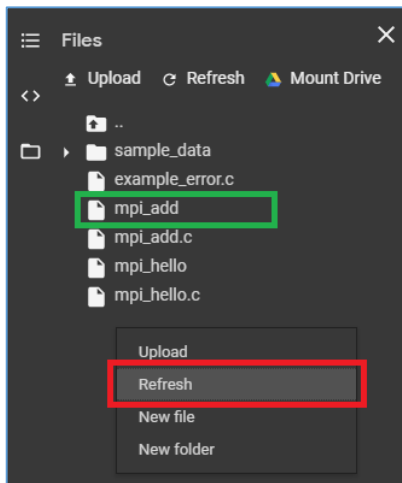 Files
Upload Refresh Mount Drive
..
sample_data
example_error.c
mpi_add
mpi_add.c
mpi_hello
mpi_hello.c
Upload
Refresh
New file
New folder